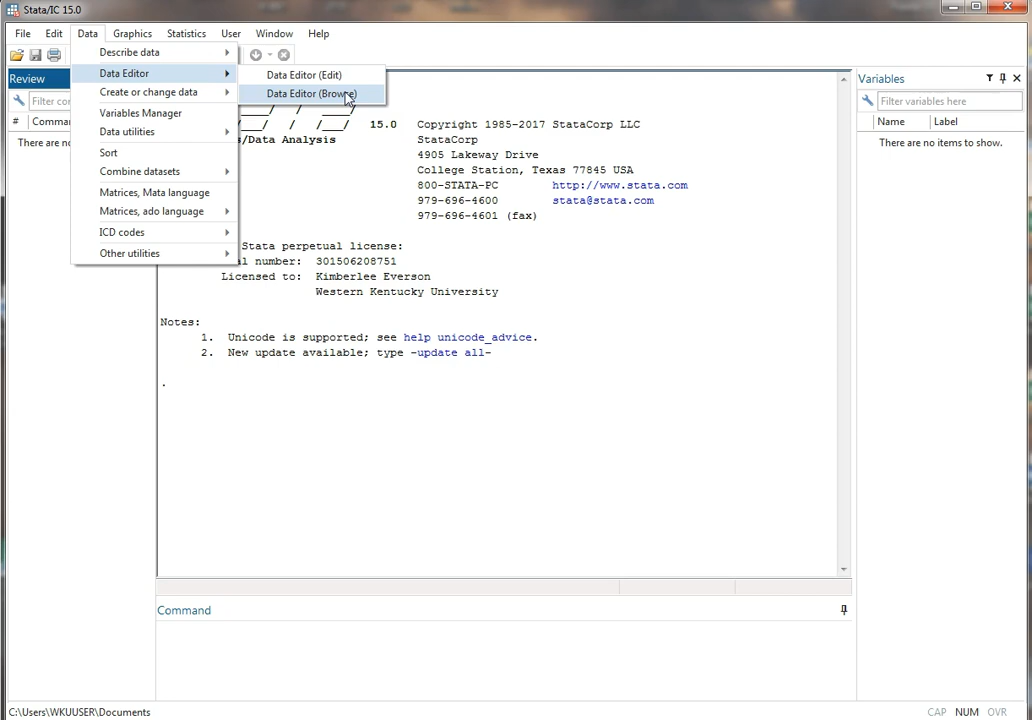 Stata/IC 15.0
File Edit Data Graphics Statistics User Window Help
Describe data
Data Editor
Create or change data
Variables Manager
Data utilities
Sort
Combine datasets
Matrices, Mata language
Matrices, ado language
ICD codes
Other utilities
Data Editor (Edit)
Data Editor (Browse)
Review
Filter
# Comma
There are no
15.0 Copyright 1985-2017 StataCorp LLC
s/Data Analysis StataCorp
4905 Lakeway Drive
College Station, Texas 77845 USA
800-STATA-PC http://www.stata.com
979-696-4600 stata@stata.com
979-696-4601 (fax)
Stata perpetual license:
al number: 301506208751
Licensed to: Kimberlee Everson
Western Kentucky University
Notes:
1. Unicode is supported; see help unicode_advice.
2. New update available; type -update all-
.
Command
Variables
Filter variables here
Name Label
There are no items to show.
C:\Users\WKUUSER\Documents
CAP NUM OVR